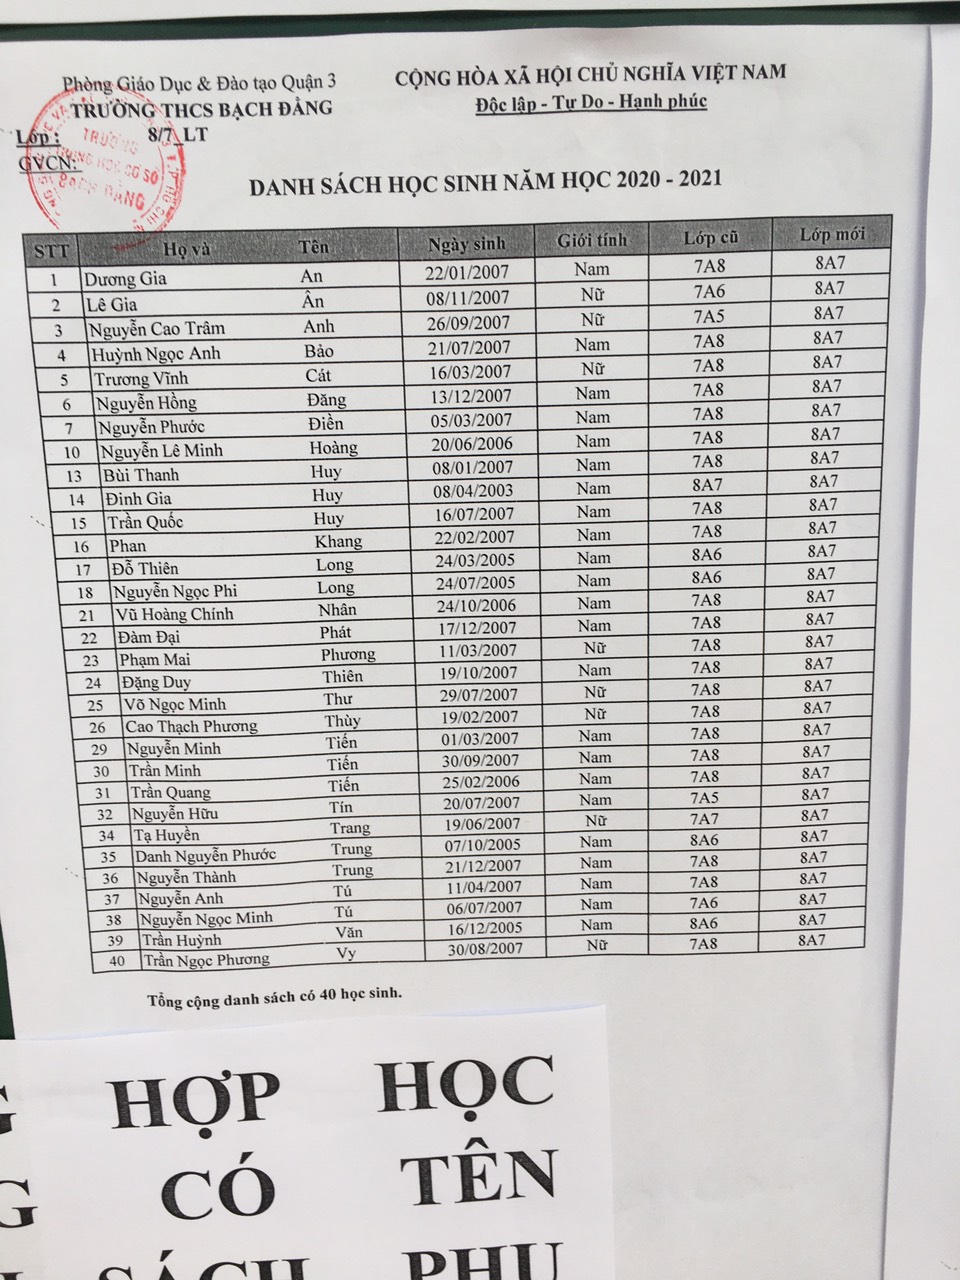 Phòng Giáo Dục & Đào tạo Quận 3
CỘNG HÒA XÃ HỘI CHỦ NGHĨA VIỆT NAM
TRƯỜNG THCS BẠCH ĐẰNG
Độc lập - Tự Do - Hạnh phúc
Lớp : 8/7_LT
GVCN:
TRƯỜNG
TRUNG HỌC CƠ SỞ
BẠCH ĐẰNG
DANH SÁCH HỌC SINH NĂM HỌC 2020 - 2021
STT Họ và Tên Ngày sinh Giới tính Lớp cũ Lớp mới
1 Dương Gia An 22/01/2007 Nam 7A8 8A7
2 Lê Gia Ân 08/11/2007 Nữ 7A6 8A7
3 Nguyễn Cao Trâm Anh 26/09/2007 Nữ 7A5 8A7
4 Huỳnh Ngọc Anh Bảo 21/07/2007 Nam 7A8 8A7
5 Trương Vĩnh Cát 16/03/2007 Nữ 7A8 8A7
6 Nguyễn Hồng Đăng 13/12/2007 Nam 7A8 8A7
7 Nguyễn Phước Điền 05/03/2007 Nam 7A8 8A7
10 Nguyễn Lê Minh Hoàng 20/06/2006 Nam 7A8 8A7
13 Bùi Thanh Huy 08/01/2007 Nam 7A8 8A7
14 Đinh Gia Huy 08/04/2003 Nam 8A7 8A7
15 Trần Quốc Huy 16/07/2007 Nam 7A8 8A7
16 Phan Khang 22/02/2007 Nam 7A8 8A7
17 Đỗ Thiên Long 24/03/2005 Nam 8A6 8A7
18 Nguyễn Ngọc Phi Long 24/07/2005 Nam 8A6 8A7
21 Vũ Hoàng Chính Nhân 24/10/2006 Nam 7A8 8A7
22 Đàm Đại Phát 17/12/2007 Nam 7A8 8A7
23 Phạm Mai Phương 11/03/2007 Nữ 7A8 8A7
24 Đặng Duy Thiên 19/10/2007 Nam 7A8 8A7
25 Võ Ngọc Minh Thư 29/07/2007 Nữ 7A8 8A7
26 Cao Thạch Phương Thùy 19/02/2007 Nữ 7A8 8A7
29 Nguyễn Minh Tiến 01/03/2007 Nam 7A8 8A7
30 Trần Minh Tiến 30/09/2007 Nam 7A8 8A7
31 Trần Quang Tiến 25/02/2006 Nam 7A8 8A7
32 Nguyễn Hữu Tín 20/07/2007 Nam 7A5 8A7
34 Tạ Huyền Trang 19/06/2007 Nữ 7A7 8A7
35 Danh Nguyễn Phước Trung 07/10/2005 Nam 8A6 8A7
36 Nguyễn Thành Trung 21/12/2007 Nam 7A8 8A7
37 Nguyễn Anh Tú 11/04/2007 Nam 7A8 8A7
38 Nguyễn Ngọc Minh Tú 06/07/2007 Nam 7A6 8A7
39 Trần Huỳnh Văn 16/12/2005 Nam 8A6 8A7
40 Trần Ngọc Phương Vy 30/08/2007 Nữ 7A8 8A7
Tổng cộng danh sách có 40 học sinh.
G HỢP HỌC
G CÓ TÊN
SÁCH PHỤ